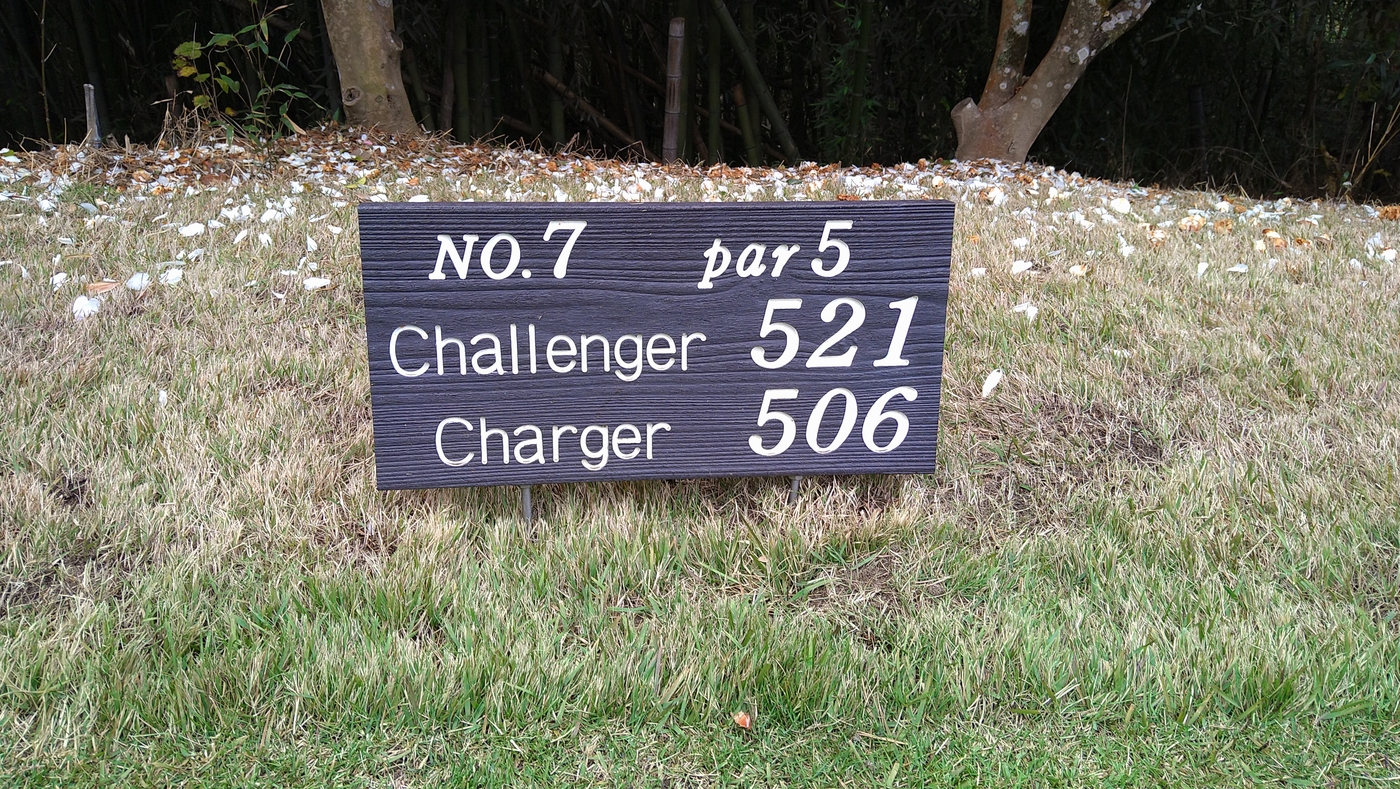 NO.7 par 5
Challenger 521
Charger 506